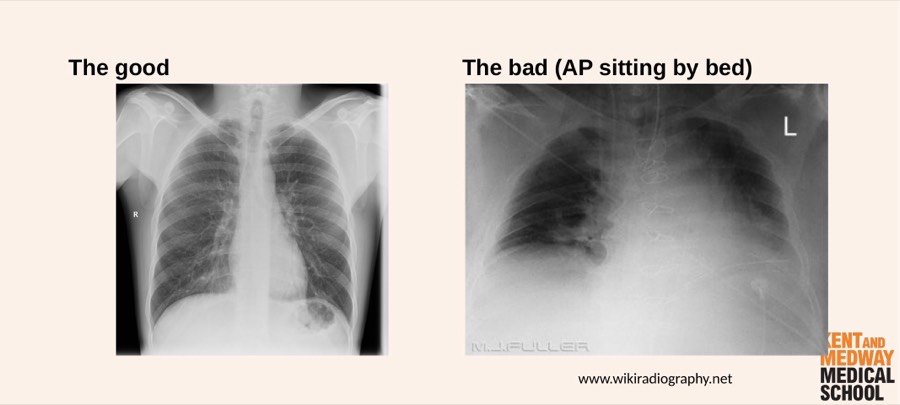 The good
The bad (AP sitting by bed)
R
L
M.J.FULLER
www.wikiradiography.net
KENT AND
MEDWAY
MEDICAL
SCHOOL